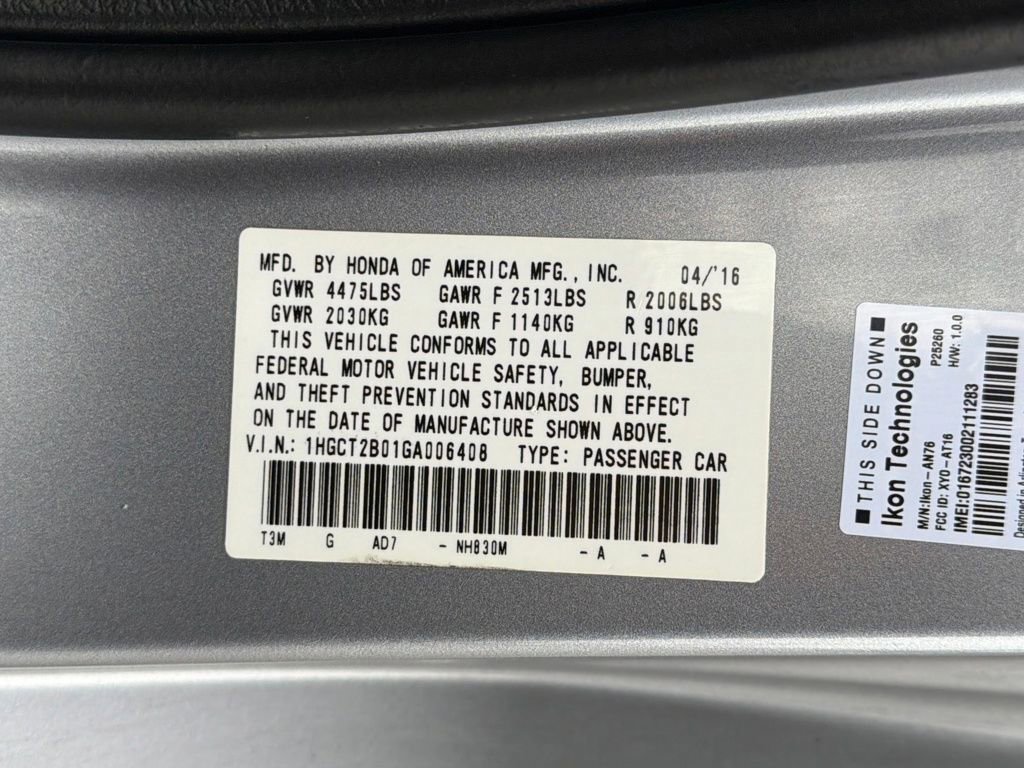 MFD. BY HONDA OF AMERICA MFG., INC. 04/'16
GVWR 4475LBS GAWR F 2513LBS R 2006LBS
GVWR 2030KG GAWR F 1140KG R 910KG
THIS VEHICLE CONFORMS TO ALL APPLICABLE
FEDERAL MOTOR VEHICLE SAFETY, BUMPER,
AND THEFT PREVENTION STANDARDS IN EFFECT
ON THE DATE OF MANUFACTURE SHOWN ABOVE.
V.I.N.: 1HGCT2B01GA006408 TYPE: PASSENGER CAR
T3M G AD7 - NH830M - A - A
■ THIS SIDE DOWN ■
Ikon Technologies
P25260
M/N:Ikon-AN76 H/W: 1.0.0
FCC ID: XYO-AT16
IMEI:016723002111283
Designed in